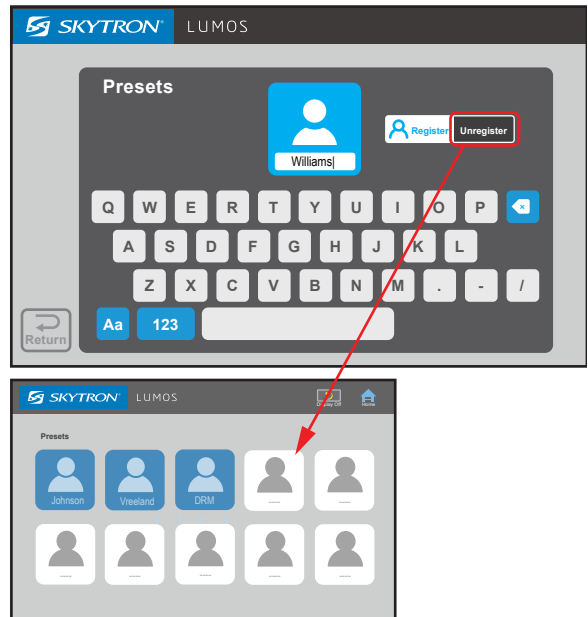 SKYTRON® LUMOS
Presets
Register Unregister
Williams|
Q W E R T Y U I O P
A S D F G H J K L
Z X C V B N M . - /
Aa 123
Return
SKYTRON® LUMOS
Display Off Home
Presets
Johnson Vreeland DRM ------ ------
------ ------ ------ ------ ------